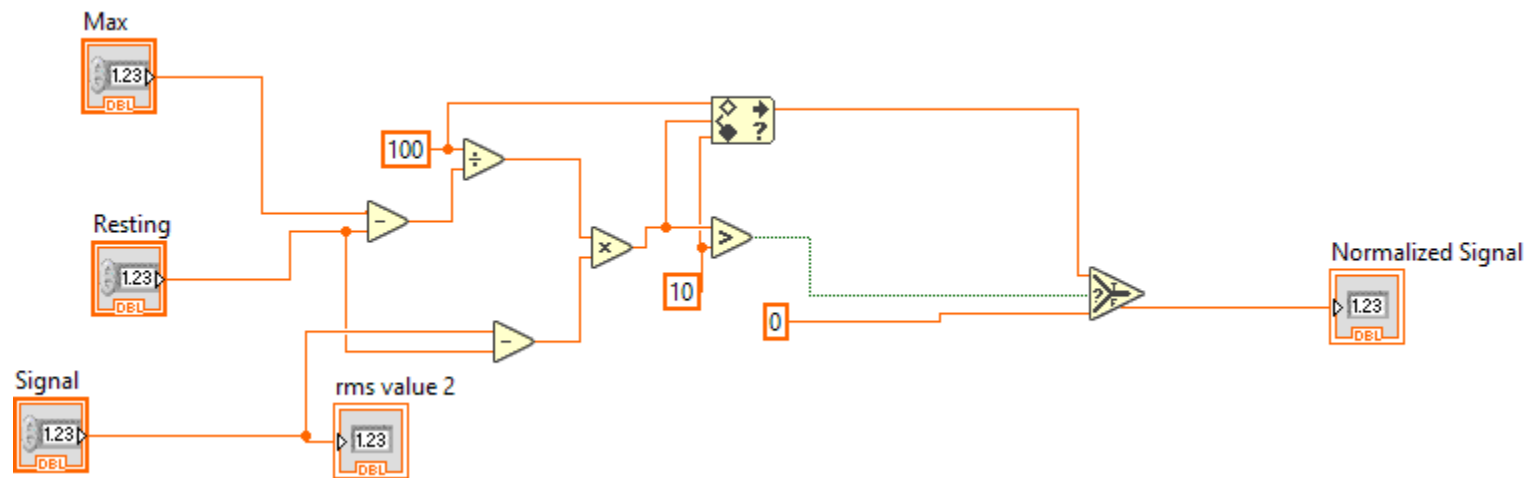 Max
1.23
DBL
100
÷
Resting
-
1.23
DBL
?
x
>
10
Normalized Signal
? T F
1.23
DBL
0
-
Signal
rms value 2
1.23
DBL
1.23
DBL